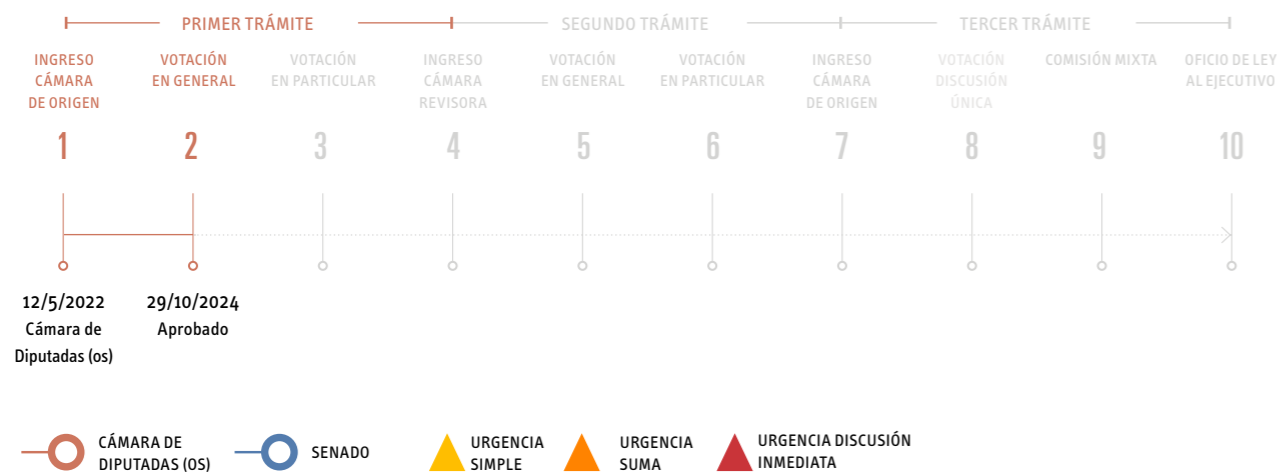 PRIMER TRÁMITE
SEGUNDO TRÁMITE
TERCER TRÁMITE
INGRESO
CÁMARA
DE ORIGEN
VOTACIÓN
EN GENERAL
VOTACIÓN
EN PARTICULAR
INGRESO
CÁMARA
REVISORA
VOTACIÓN
EN GENERAL
VOTACIÓN
EN PARTICULAR
INGRESO
CÁMARA
DE ORIGEN
VOTACIÓN
DISCUSIÓN
ÚNICA
COMISIÓN MIXTA
OFICIO DE LEY
AL EJECUTIVO
1
2
3
4
5
6
7
8
9
10
12/5/2022
Cámara de
Diputadas (os)
29/10/2024
Aprobado
CÁMARA DE
DIPUTADAS (OS)
SENADO
URGENCIA
SIMPLE
URGENCIA
SUMA
URGENCIA DISCUSIÓN
INMEDIATA